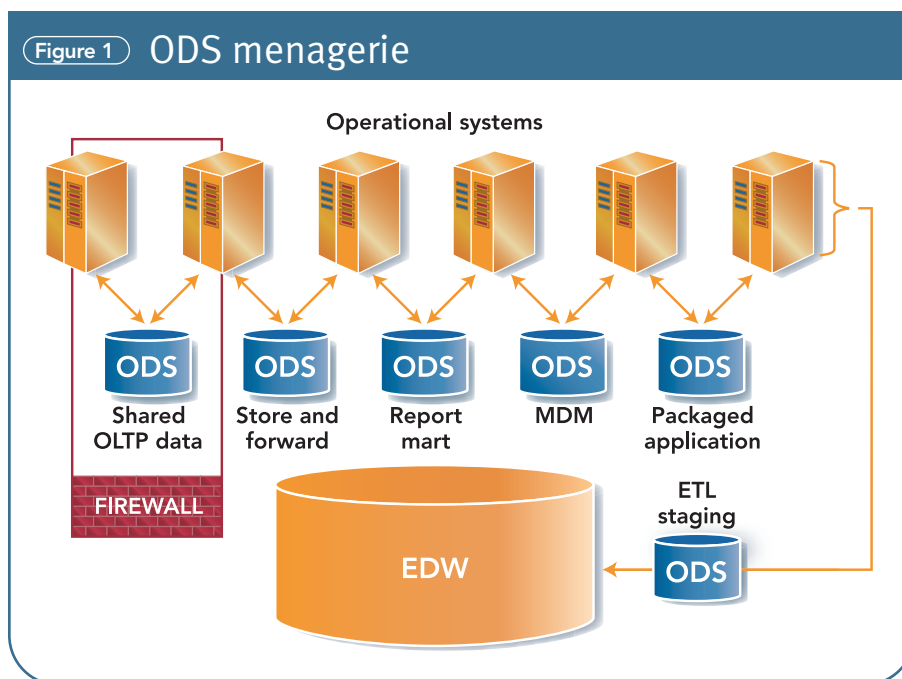 Figure 1 ODS menagerie
Operational systems
ODS ODS ODS ODS ODS
Shared
OLTP data
Store and
forward
Report
mart
MDM
Packaged
application
FIREWALL
ETL
staging
EDW
ODS